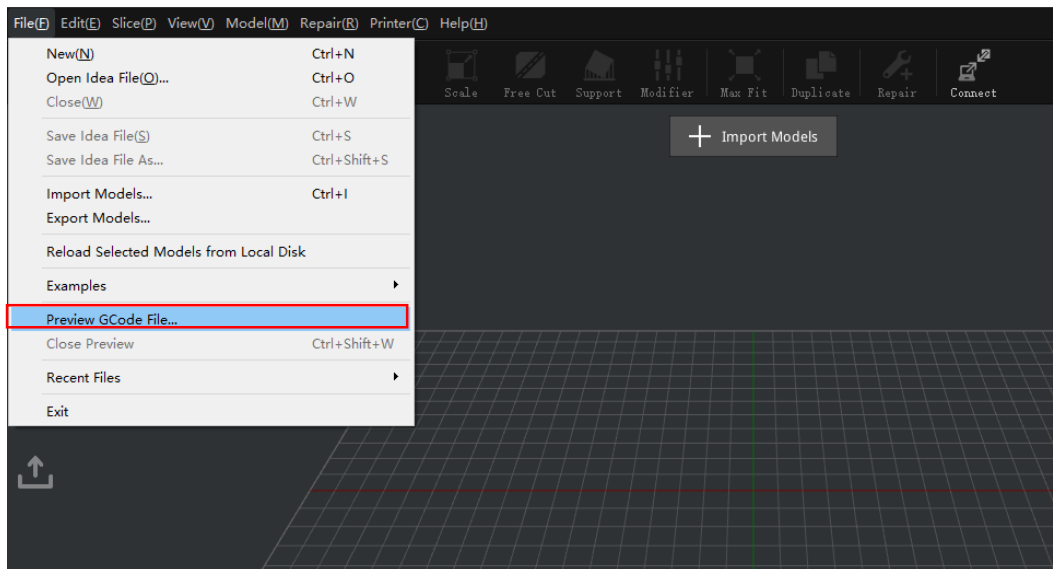 File(F) Edit(E) Slice(P) View(V) Model(M) Repair(R) Printer(C) Help(H)
New(N) Ctrl+N
Open Idea File(O)... Ctrl+O
Close(W) Ctrl+W
Save Idea File(S) Ctrl+S
Save Idea File As... Ctrl+Shift+S
Import Models... Ctrl+I
Export Models...
Reload Selected Models from Local Disk
Examples
Preview GCode File...
Close Preview Ctrl+Shift+W
Recent Files
Exit
Scale Free Cut Support Modifier Max Fit Duplicate Repair Connect
Import Models